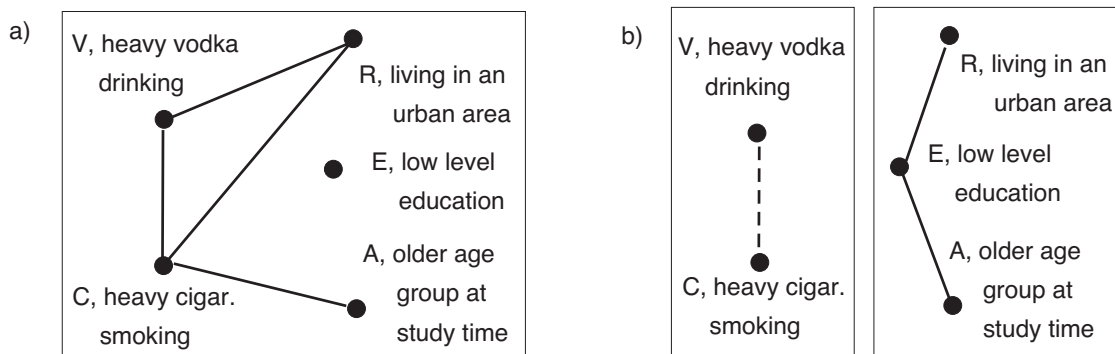 a)
V, heavy vodka
drinking
R, living in an
urban area
E, low level
education
A, older age
group at
study time
C, heavy cigar.
smoking
b)
V, heavy vodka
drinking
C, heavy cigar.
smoking
R, living in an
urban area
E, low level
education
A, older age
group at
study time